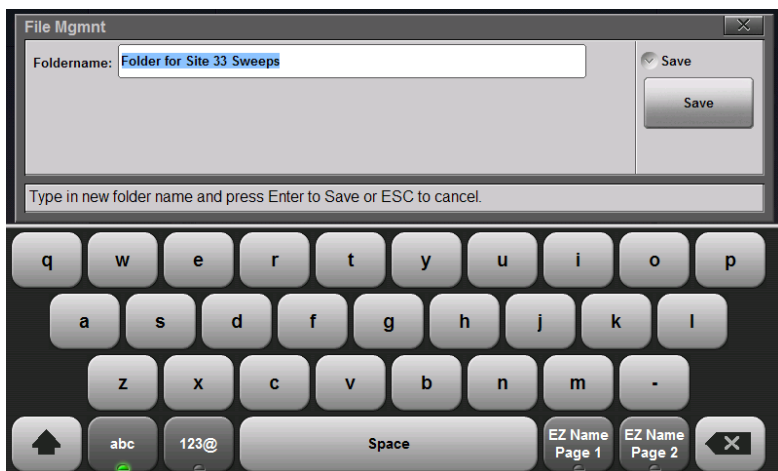 File Mgmnt
Foldername: Folder for Site 33 Sweeps
Save
Save
Type in new folder name and press Enter to Save or ESC to cancel.
q w e r t y u i o p
a s d f g h j k l
z x c v b n m -
abc 123@ Space EZ Name Page 1 EZ Name Page 2